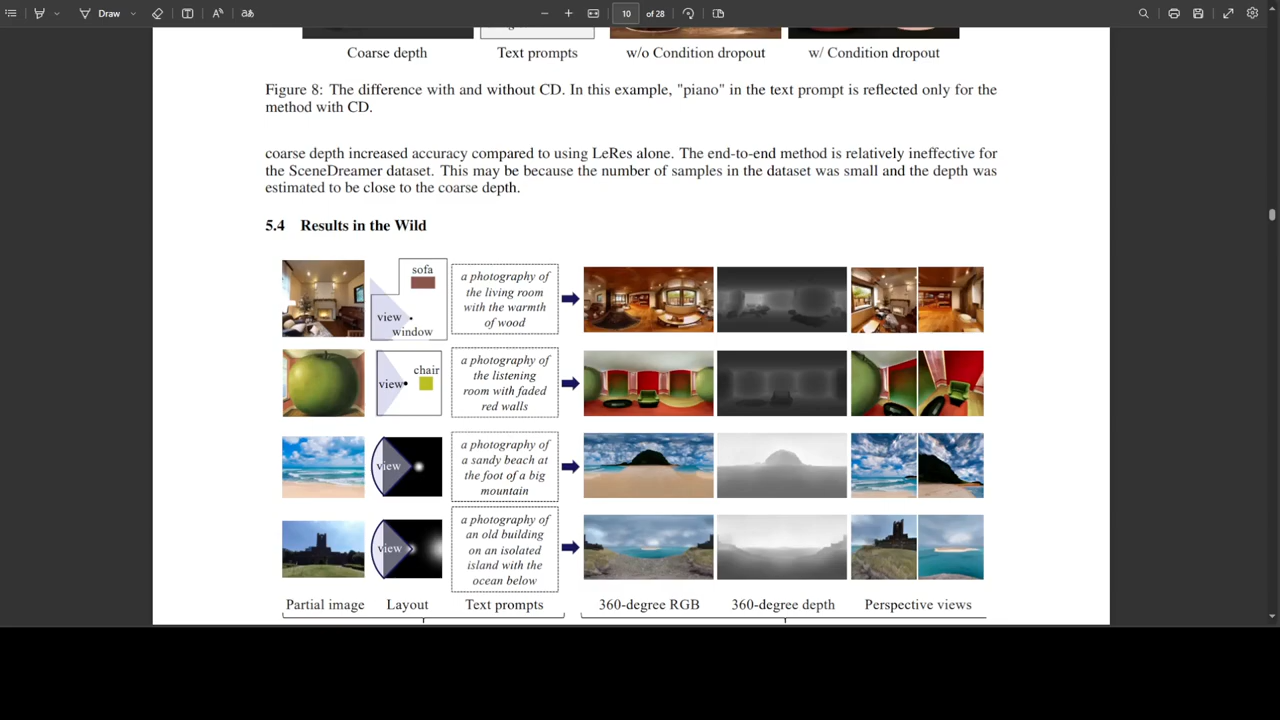 Draw
10 of 28
Coarse depth
Text prompts
w/o Condition dropout
w/ Condition dropout
Figure 8: The difference with and without CD. In this example, "piano" in the text prompt is reflected only for the
method with CD.
coarse depth increased accuracy compared to using LeRes alone. The end-to-end method is relatively ineffective for
the SceneDreamer dataset. This may be because the number of samples in the dataset was small and the depth was
estimated to be close to the coarse depth.
5.4 Results in the Wild
sofa
view
window
a photography of
the living room
with the warmth
of wood
chair
view
a photography of
the listening
room with faded
red walls
view
a photography of
a sandy beach at
the foot of a big
mountain
view
a photography of
an old building
on an isolated
island with the
ocean below
Partial image
Layout
Text prompts
360-degree RGB
360-degree depth
Perspective views